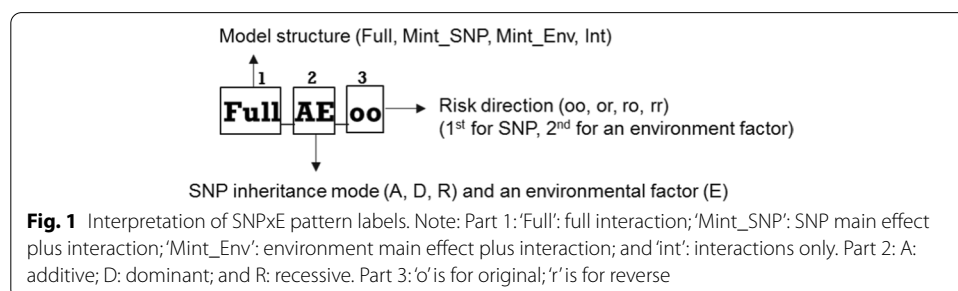 Model structure (Full, Mint_SNP, Mint_Env, Int)
1 2 3
Full_AE_oo
Risk direction (oo, or, ro, rr)
(1st for SNP, 2nd for an environment factor)
SNP inheritance mode (A, D, R) and an environmental factor (E)
Fig. 1 Interpretation of SNPxE pattern labels. Note: Part 1: 'Full': full interaction; 'Mint_SNP': SNP main effect
plus interaction; 'Mint_Env': environment main effect plus interaction; and 'int': interactions only. Part 2: A:
additive; D: dominant; and R: recessive. Part 3: 'o' is for original; 'r' is for reverse